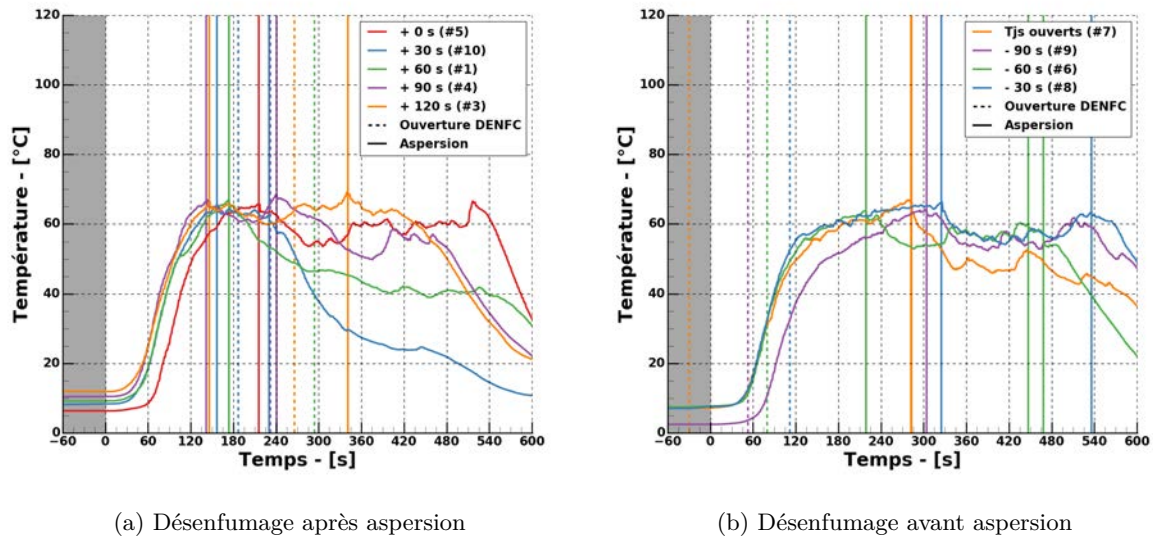 120
100
80
60
40
20
0
Température - [°C]
−60 0 60 120 180 240 300 360 420 480 540 600
Temps - [s]
+ 0 s (#5)
+ 30 s (#10)
+ 60 s (#1)
+ 90 s (#4)
+ 120 s (#3)
Ouverture DENFC
Aspersion
(a) Désenfumage après aspersion
120
100
80
60
40
20
0
Température - [°C]
−60 0 60 120 180 240 300 360 420 480 540 600
Temps - [s]
Tjs ouverts (#7)
- 90 s (#9)
- 60 s (#6)
- 30 s (#8)
Ouverture DENFC
Aspersion
(b) Désenfumage avant aspersion